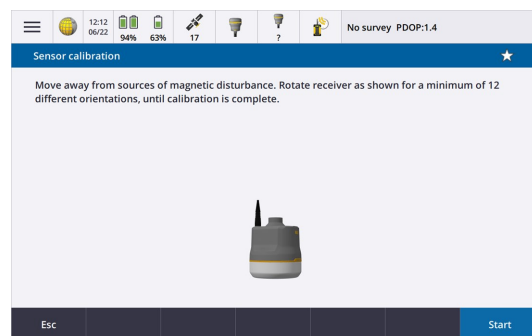 12:12
06/22
94%
63%
17
?
No survey PDOP:1.4
Sensor calibration
Move away from sources of magnetic disturbance. Rotate receiver as shown for a minimum of 12
different orientations, until calibration is complete.
Esc
Start